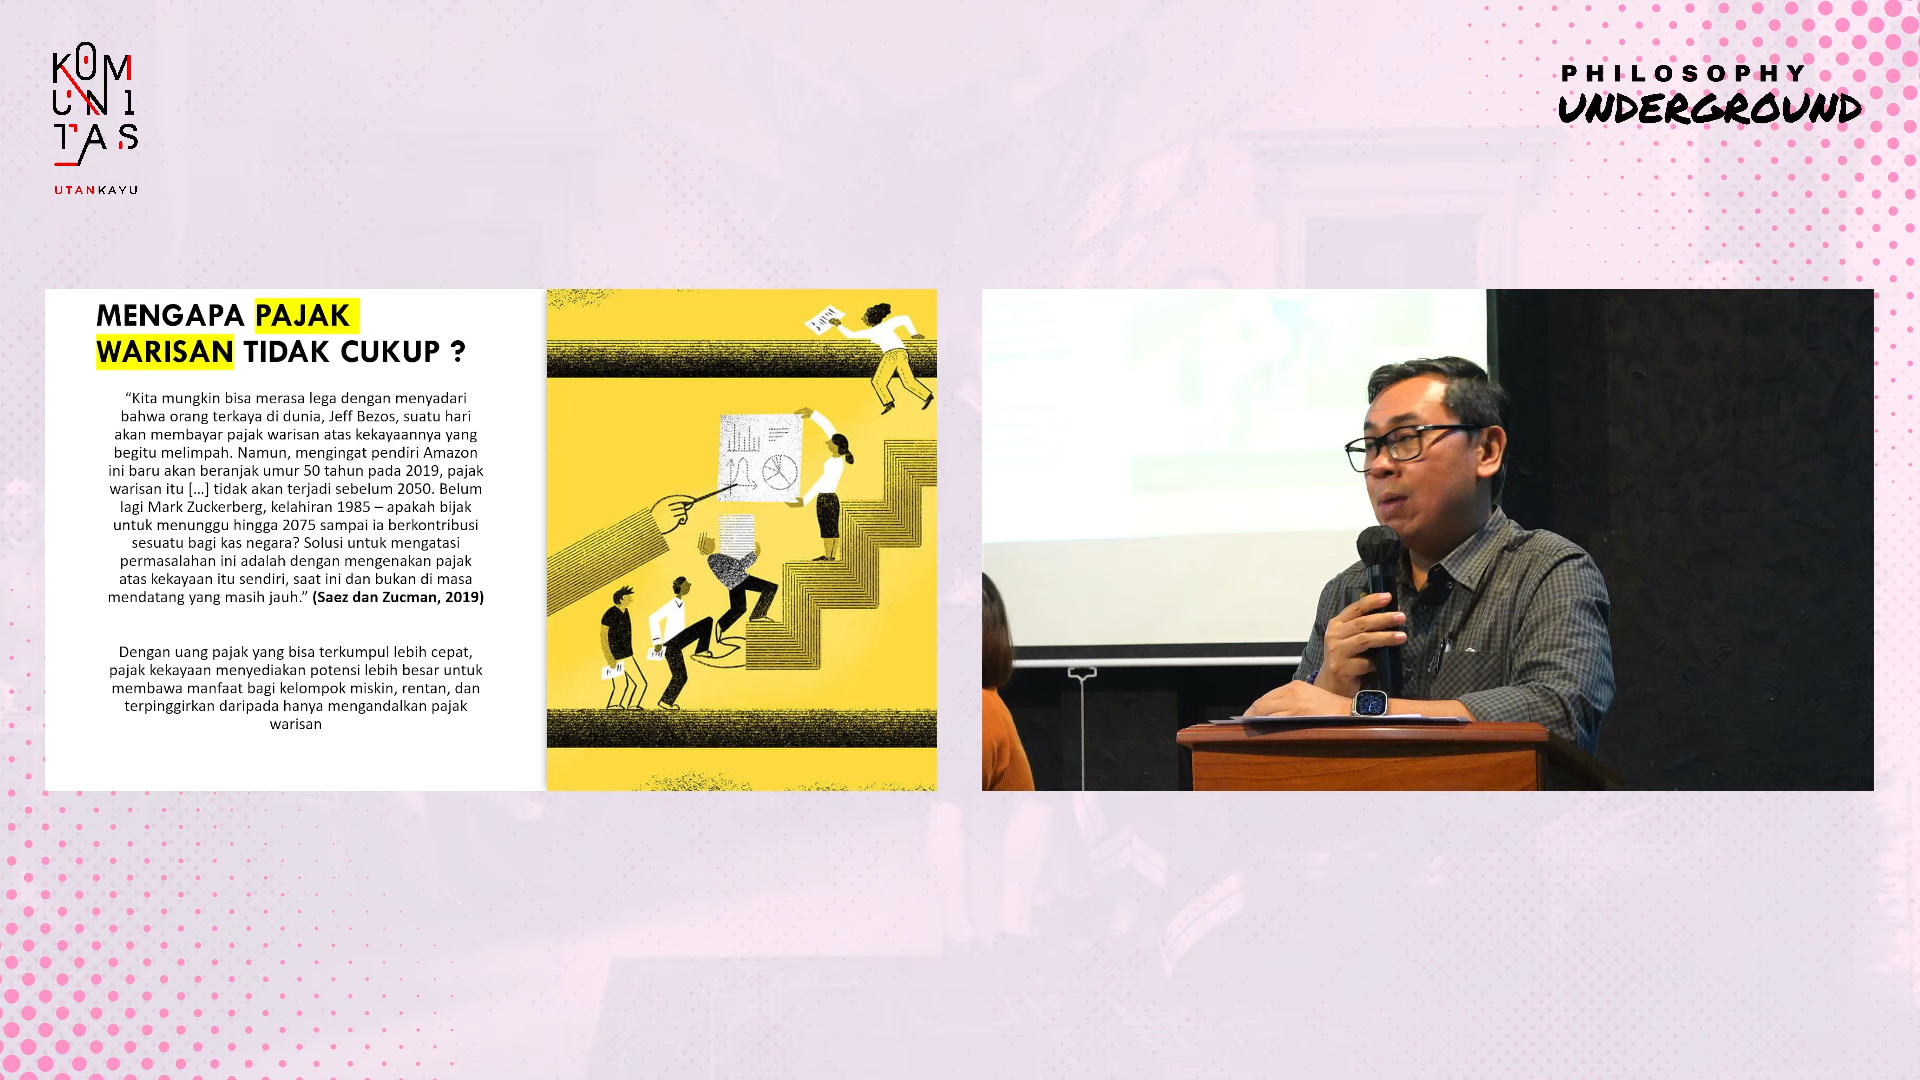 KOM
UNI
TAS
UTANKAYU
PHILOSOPHY
UNDERGROUND
MENGAPA PAJAK
WARISAN TIDAK CUKUP ?
“Kita mungkin bisa merasa lega dengan menyadari
bahwa orang terkaya di dunia, Jeff Bezos, suatu hari
akan membayar pajak warisan atas kekayaannya yang
begitu melimpah. Namun, mengingat pendiri Amazon
ini baru akan beranjak umur 50 tahun pada 2019, pajak
warisan itu [...] tidak akan terjadi sebelum 2050. Belum
lagi Mark Zuckerberg, kelahiran 1985 – apakah bijak
untuk menunggu hingga 2075 sampai ia berkontribusi
sesuatu bagi kas negara? Solusi untuk mengatasi
permasalahan ini adalah dengan mengenakan pajak
atas kekayaan itu sendiri, saat ini dan bukan di masa
mendatang yang masih jauh.” (Saez dan Zucman, 2019)
Dengan uang pajak yang bisa terkumpul lebih cepat,
pajak kekayaan menyediakan potensi lebih besar untuk
membawa manfaat bagi kelompok miskin, rentan, dan
terpinggirkan daripada hanya mengandalkan pajak
warisan